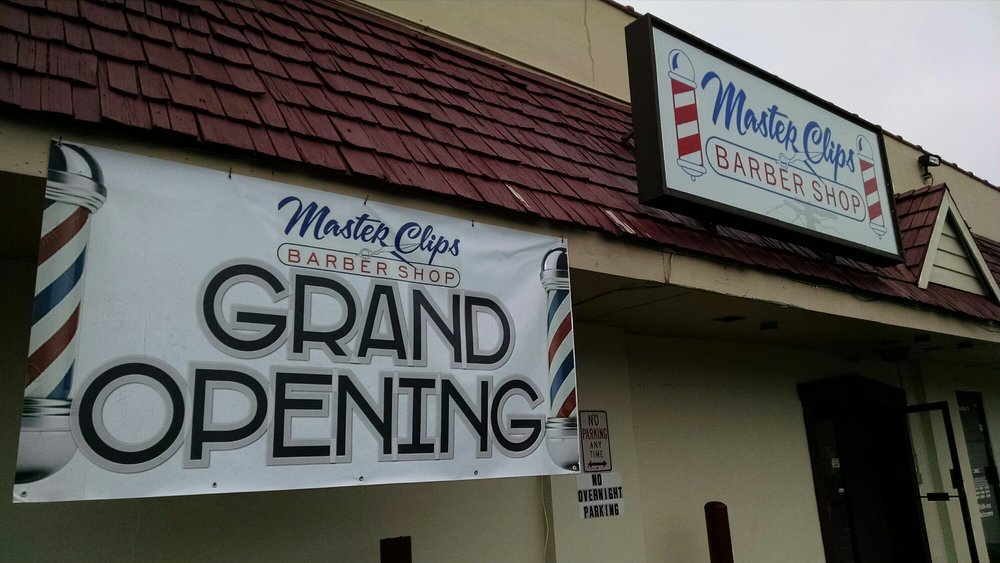 Master Clips
BARBER SHOP
GRAND
OPENING
Master Clips
BARBER SHOP
NO
PARKING
ANY
TIME
NO
OVERNIGHT
PARKING